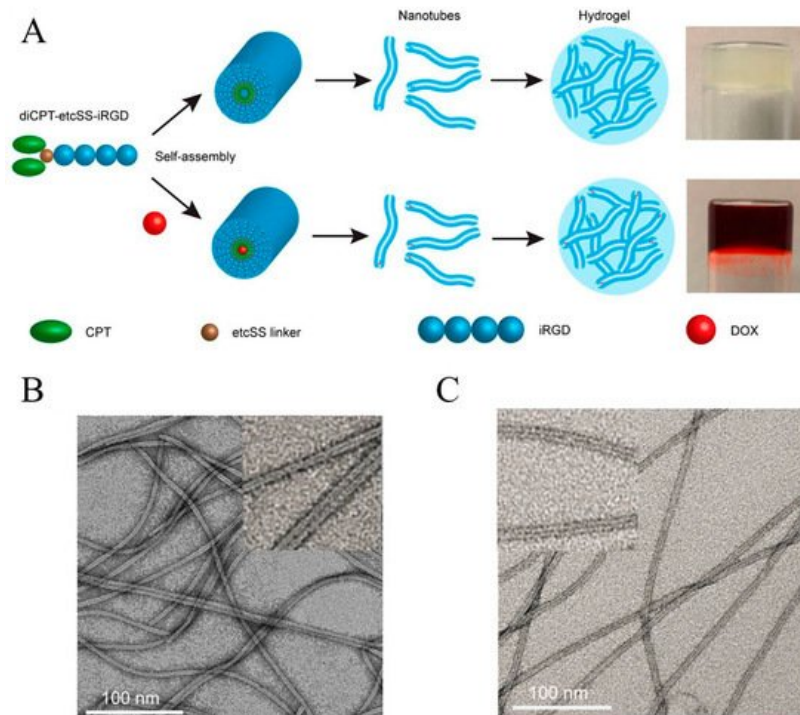 A
Nanotubes
Hydrogel
diCPT-etcSS-iRGD
Self-assembly
CPT
etcSS linker
iRGD
DOX
B
C
100 nm
100 nm